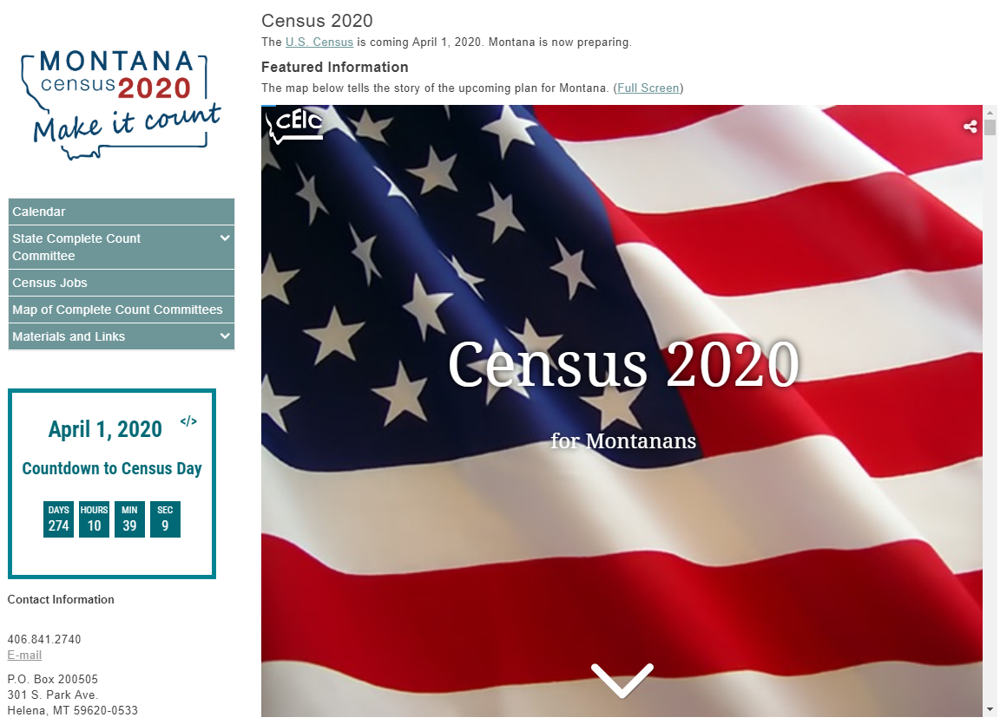 MONTANA
census2020
Make it count
Calendar
State Complete Count
Committee
Census Jobs
Map of Complete Count Committees
Materials and Links
April 1, 2020 </>
Countdown to Census Day
DAYS HOURS MIN SEC
274 10 39 9
Contact Information
406.841.2740
E-mail
P.O. Box 200505
301 S. Park Ave.
Helena, MT 59620-0533
Census 2020
The U.S. Census is coming April 1, 2020. Montana is now preparing.
Featured Information
The map below tells the story of the upcoming plan for Montana. (Full Screen)
CEIC
Census 2020
for Montanans